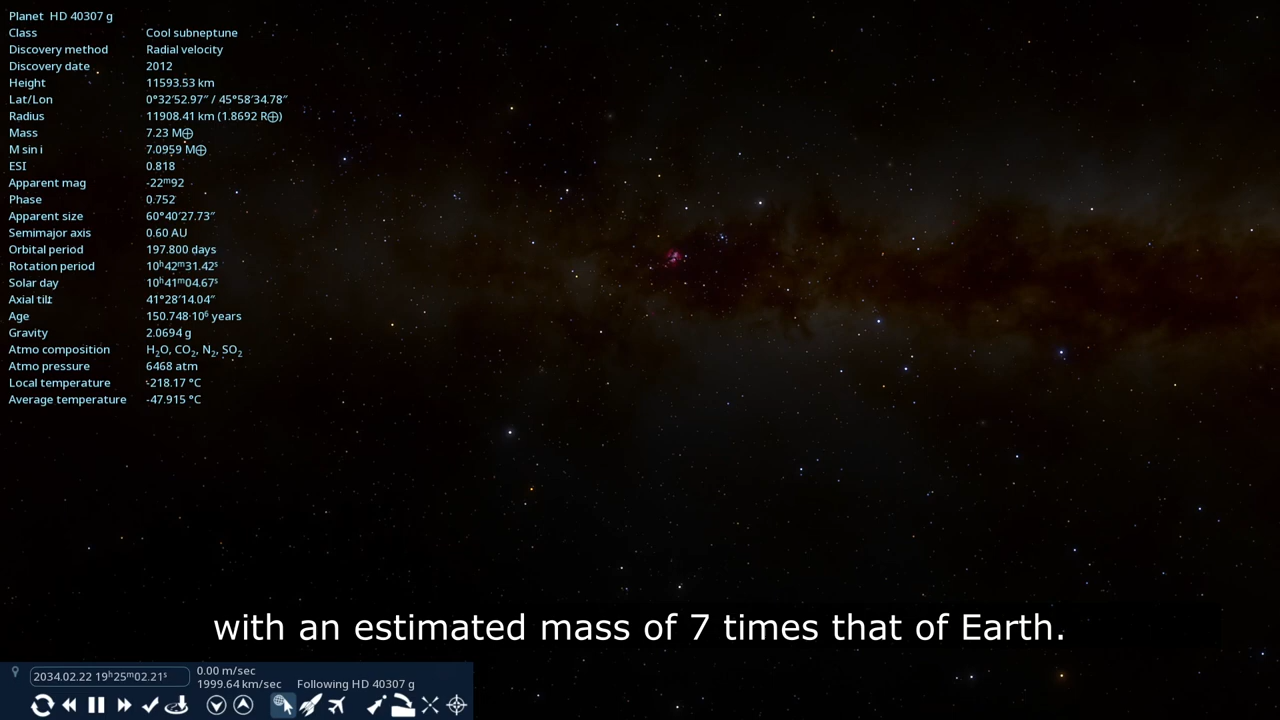 Planet HD 40307 g
Class Cool subneptune
Discovery method Radial velocity
Discovery date 2012
Height 11593.53 km
Lat/Lon 0°32′52.97″ / 45°58′34.78″
Radius 11908.41 km (1.8692 R⨁)
Mass 7.23 M⨁
M sin i 7.0959 M⨁
ESI 0.818
Apparent mag -22ᵐ92
Phase 0.752
Apparent size 60°40′27.73″
Semimajor axis 0.60 AU
Orbital period 197.800 days
Rotation period 10ʰ42ᵐ31.42ˢ
Solar day 10ʰ41ᵐ04.67ˢ
Axial tilt 41°28′14.04″
Age 150.748·10⁶ years
Gravity 2.0694 g
Atmo composition H₂O, CO₂, N₂, SO₂
Atmo pressure 6468 atm
Local temperature -218.17 °C
Average temperature -47.915 °C
with an estimated mass of 7 times that of Earth.
2034.02.22 19ʰ25ᵐ02.21ˢ
0.00 m/sec
1999.64 km/sec Following HD 40307 g